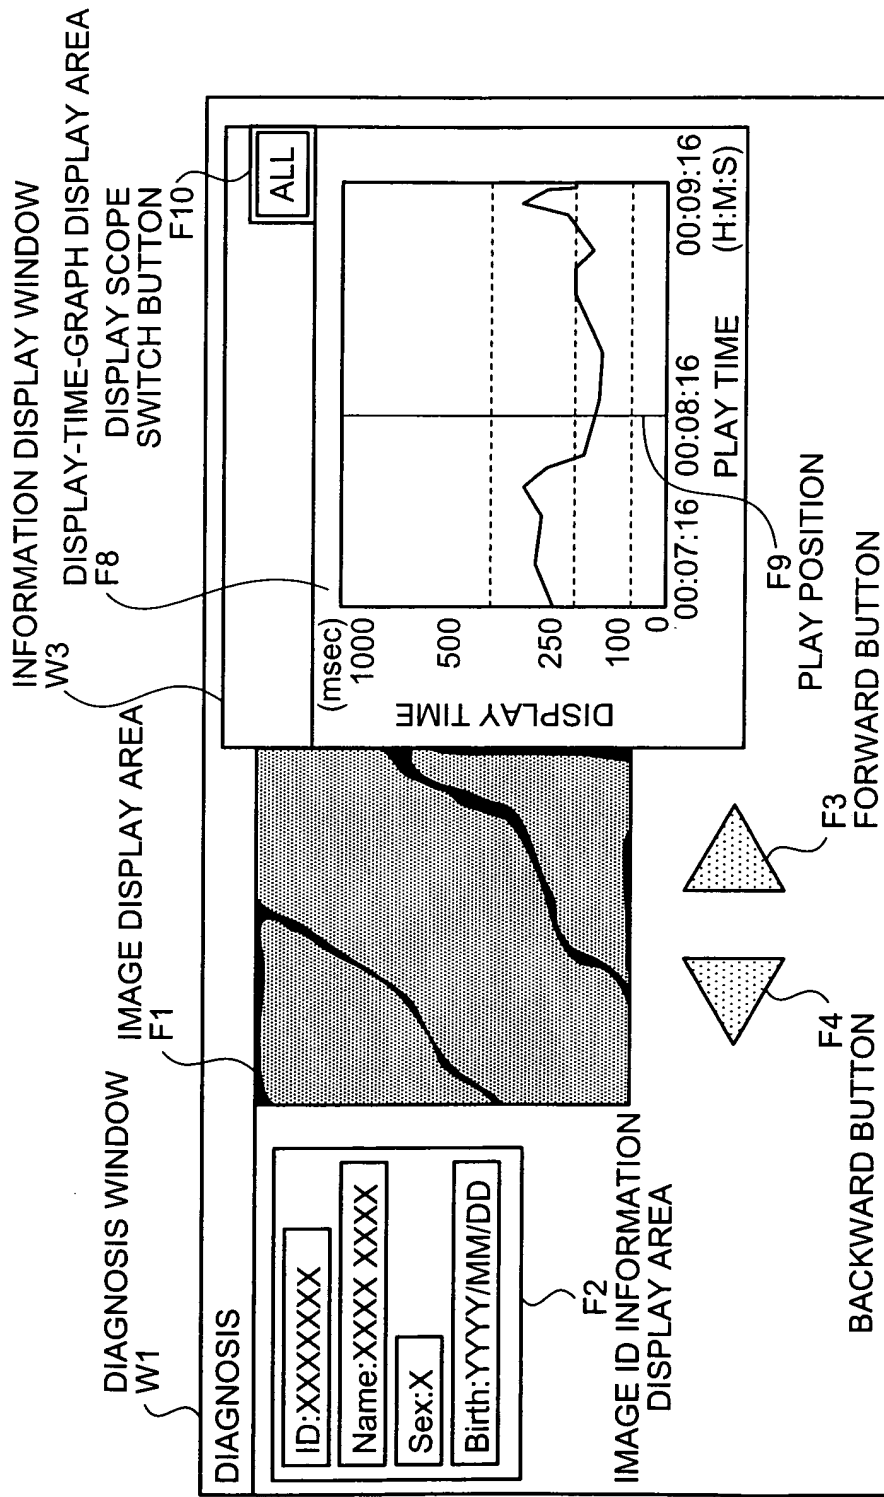 DIAGNOSIS WINDOW
W1
IMAGE DISPLAY AREA
F1
INFORMATION DISPLAY WINDOW
W3
DISPLAY-TIME-GRAPH DISPLAY AREA
F8
DISPLAY SCOPE
SWITCH BUTTON
F10
DIAGNOSIS
ID:XXXXXXX
Name:XXXX XXXX
Sex:X
Birth:YYYY/MM/DD
F2
IMAGE ID INFORMATION
DISPLAY AREA
ALL
(msec)
1000
500
250
100
0
DISPLAY TIME
00:07:16 00:08:16 00:09:16
PLAY TIME (H:M:S)
F9
PLAY POSITION
F3
FORWARD BUTTON
F4
BACKWARD BUTTON